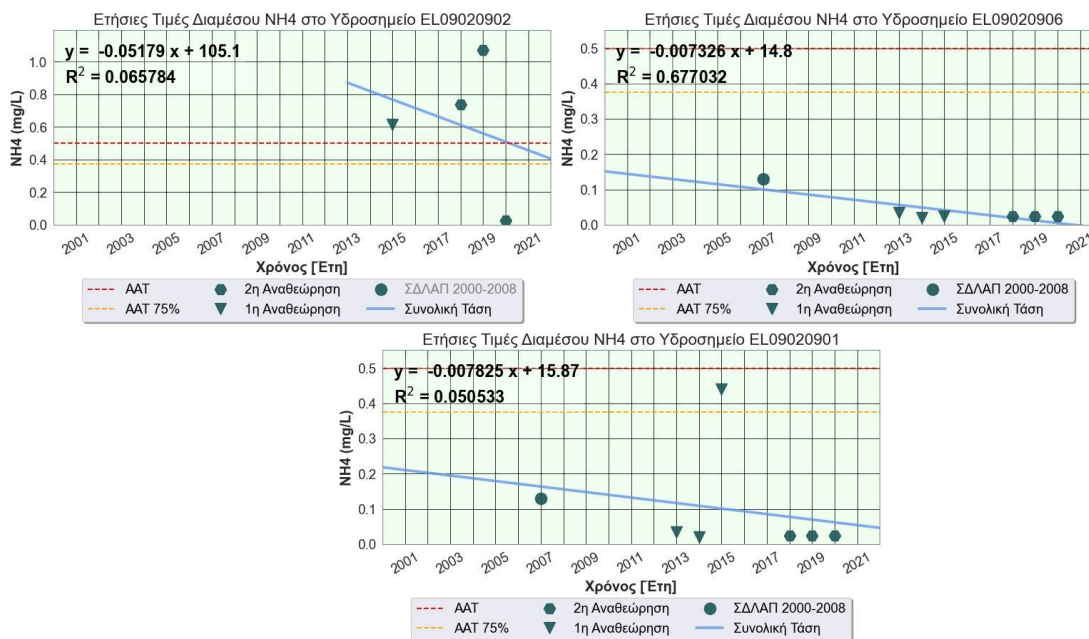 Ετήσιες Τιμές Διαμέσου NH4 στο Υδροσημείο EL09020902
y = -0.05179 x + 105.1
R² = 0.065784
NH4 (mg/L)
1.0
0.8
0.6
0.4
0.2
0.0
2001 2003 2005 2007 2009 2011 2013 2015 2017 2019 2021
Χρόνος [Έτη]
ΑΑΤ 2η Αναθεώρηση ΣΔΛΑΠ 2000-2008
ΑΑΤ 75% 1η Αναθεώρηση Συνολική Τάση
Ετήσιες Τιμές Διαμέσου NH4 στο Υδροσημείο EL09020906
y = -0.007326 x + 14.8
R² = 0.677032
NH4 (mg/L)
0.5
0.4
0.3
0.2
0.1
0.0
2001 2003 2005 2007 2009 2011 2013 2015 2017 2019 2021
Χρόνος [Έτη]
ΑΑΤ 2η Αναθεώρηση ΣΔΛΑΠ 2000-2008
ΑΑΤ 75% 1η Αναθεώρηση Συνολική Τάση
Ετήσιες Τιμές Διαμέσου NH4 στο Υδροσημείο EL09020901
y = -0.007825 x + 15.87
R² = 0.050533
NH4 (mg/L)
0.5
0.4
0.3
0.2
0.1
0.0
2001 2003 2005 2007 2009 2011 2013 2015 2017 2019 2021
Χρόνος [Έτη]
ΑΑΤ 2η Αναθεώρηση ΣΔΛΑΠ 2000-2008
ΑΑΤ 75% 1η Αναθεώρηση Συνολική Τάση